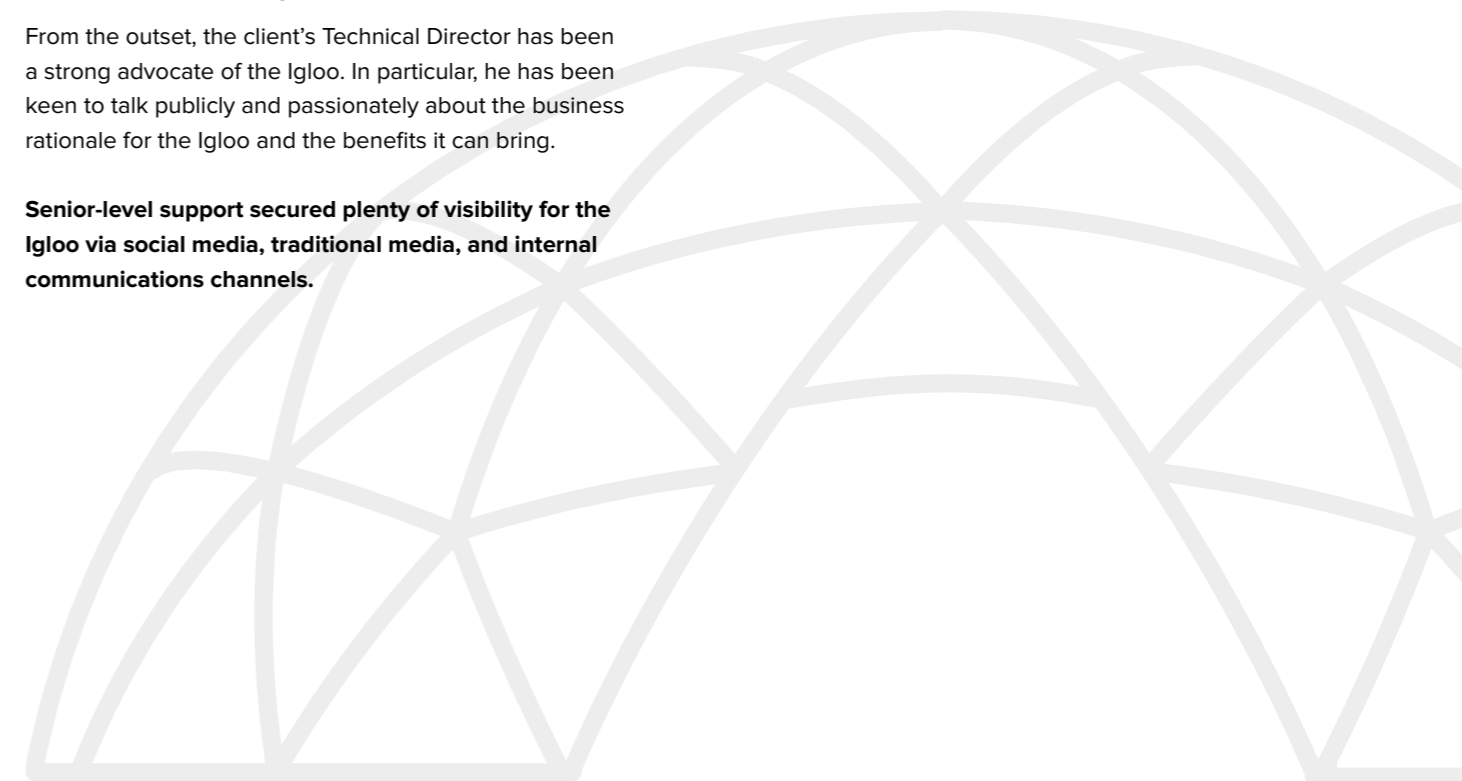 From the outset, the client’s Technical Director has been
a strong advocate of the Igloo. In particular, he has been
keen to talk publicly and passionately about the business
rationale for the Igloo and the benefits it can bring.
Senior-level support secured plenty of visibility for the
Igloo via social media, traditional media, and internal
communications channels.